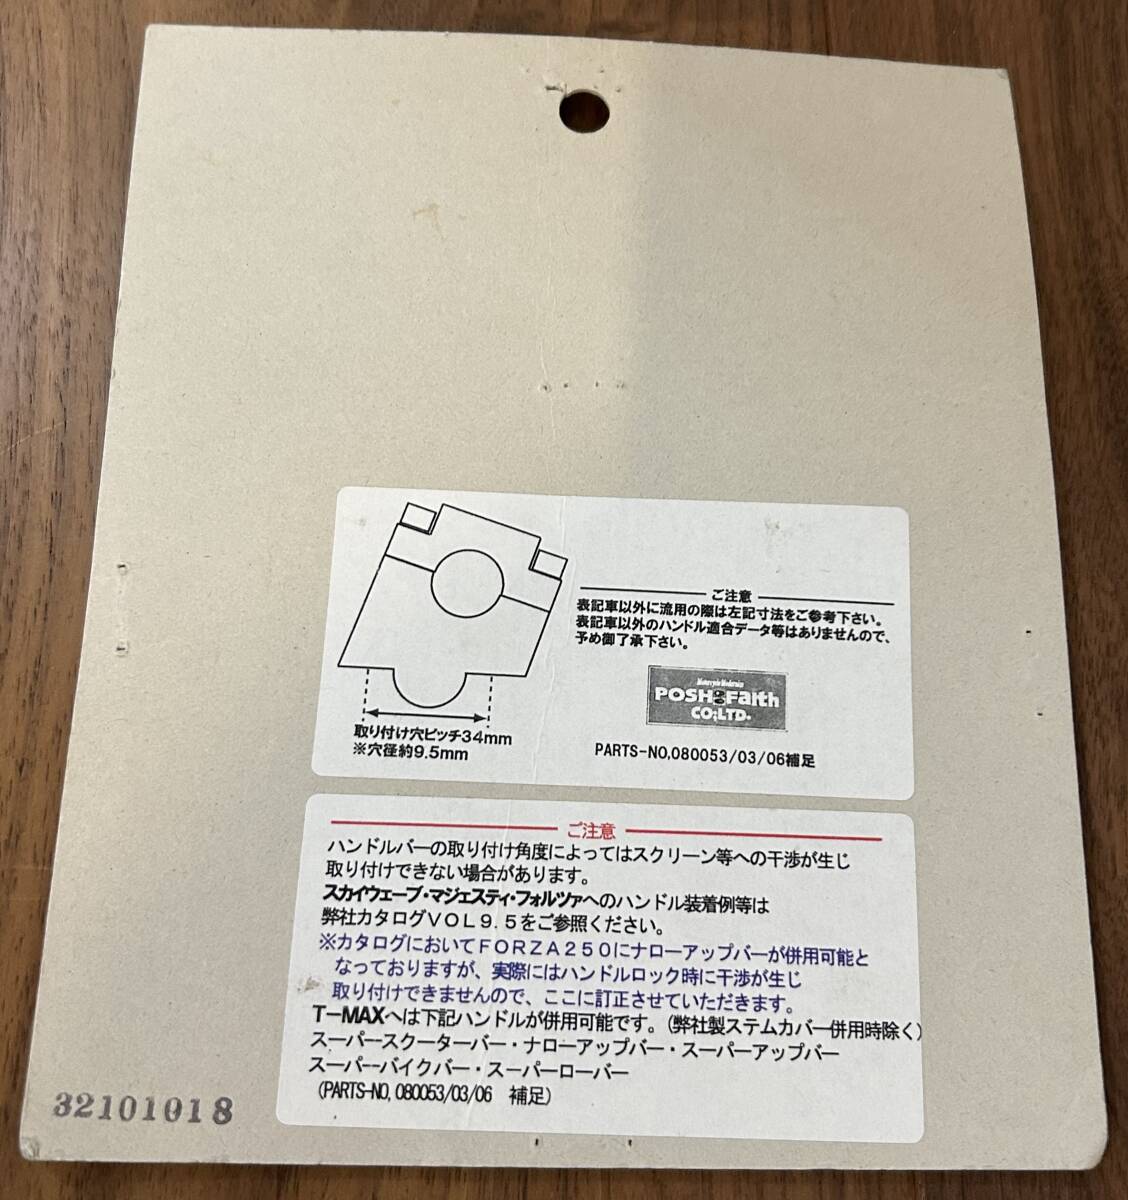 ご注意
表記車以外に流用の際は左記寸法をご参考下さい。
表記車以外のハンドル適合データ等はありませんので、
予め御了承下さい。
Motorcycle Modernize
POSH Faith
CO;LTD.
取り付け穴ピッチ34mm
※穴径約9.5mm
PARTS-NO,080053/03/06補足
ご注意
ハンドルバーの取り付け角度によってはスクリーン等への干渉が生じ
取り付けできない場合があります。
スカイウェーブ・マジェスティ・フォルツァへのハンドル装着例等は
弊社カタログVOL9.5をご参照ください。
※カタログにおいてFORZA250にナローアップバーが併用可能と
なっておりますが、実際にはハンドルロック時に干渉が生じ
取り付けできませんので、ここに訂正させていただきます。
T-MAXへは下記ハンドルが併用可能です。(弊社製ステムカバー併用時除く)
スーパースクーターバー・ナローアップバー・スーパーアップバー
スーパーバイクバー・スーパーローバー
(PARTS-NO, 080053/03/06 補足)
32101018